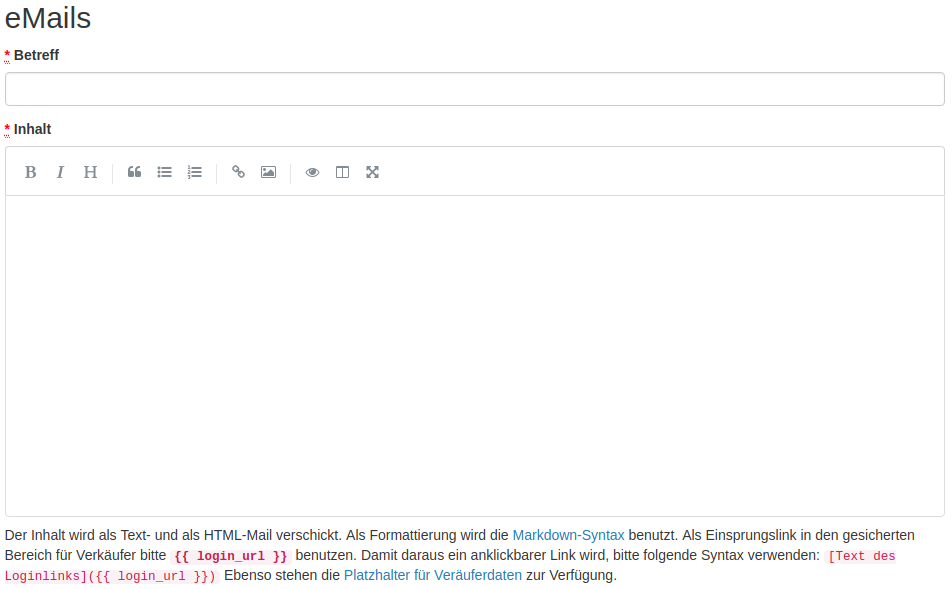 eMails
* Betreff
* Inhalt
B I H
Der Inhalt wird als Text- und als HTML-Mail verschickt. Als Formattierung wird die Markdown-Syntax benutzt. Als Einsprungslink in den gesicherten
Bereich für Verkäufer bitte {{ login_url }} benutzen. Damit daraus ein anklickbarer Link wird, bitte folgende Syntax verwenden: [Text des
Loginlinks]({{ login_url }}) Ebenso stehen die Platzhalter für Veräuferdaten zur Verfügung.